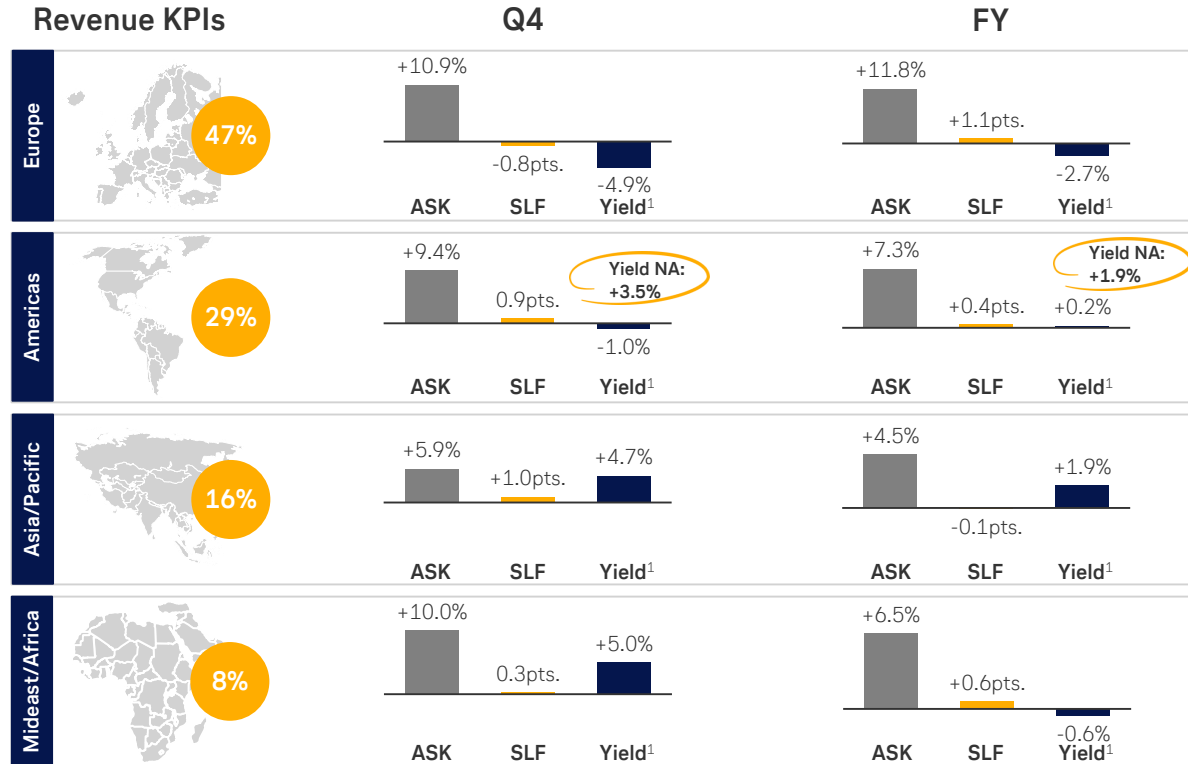 Revenue KPIs Q4 FY
Europe
47%
+10.9%
-0.8pts.
-4.9%
ASK SLF Yield1
+11.8%
+1.1pts.
-2.7%
ASK SLF Yield1
Americas
29%
+9.4%
0.9pts.
-1.0%
Yield NA:
+3.5%
ASK SLF Yield1
+7.3%
+0.4pts.
+0.2%
Yield NA:
+1.9%
ASK SLF Yield1
Asia/Pacific
16%
+5.9%
+1.0pts.
+4.7%
ASK SLF Yield1
+4.5%
-0.1pts.
+1.9%
ASK SLF Yield1
Mideast/Africa
8%
+10.0%
0.3pts.
+5.0%
ASK SLF Yield1
+6.5%
+0.6pts.
-0.6%
ASK SLF Yield1